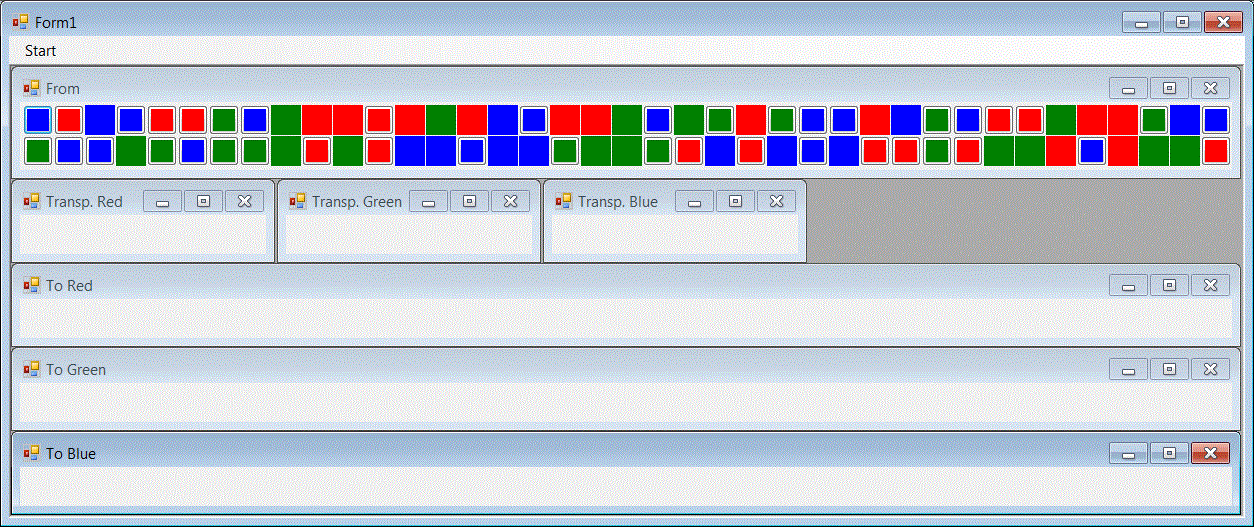 Form1
Start
From
Transp. Red
Transp. Green
Transp. Blue
To Red
To Green
To Blue